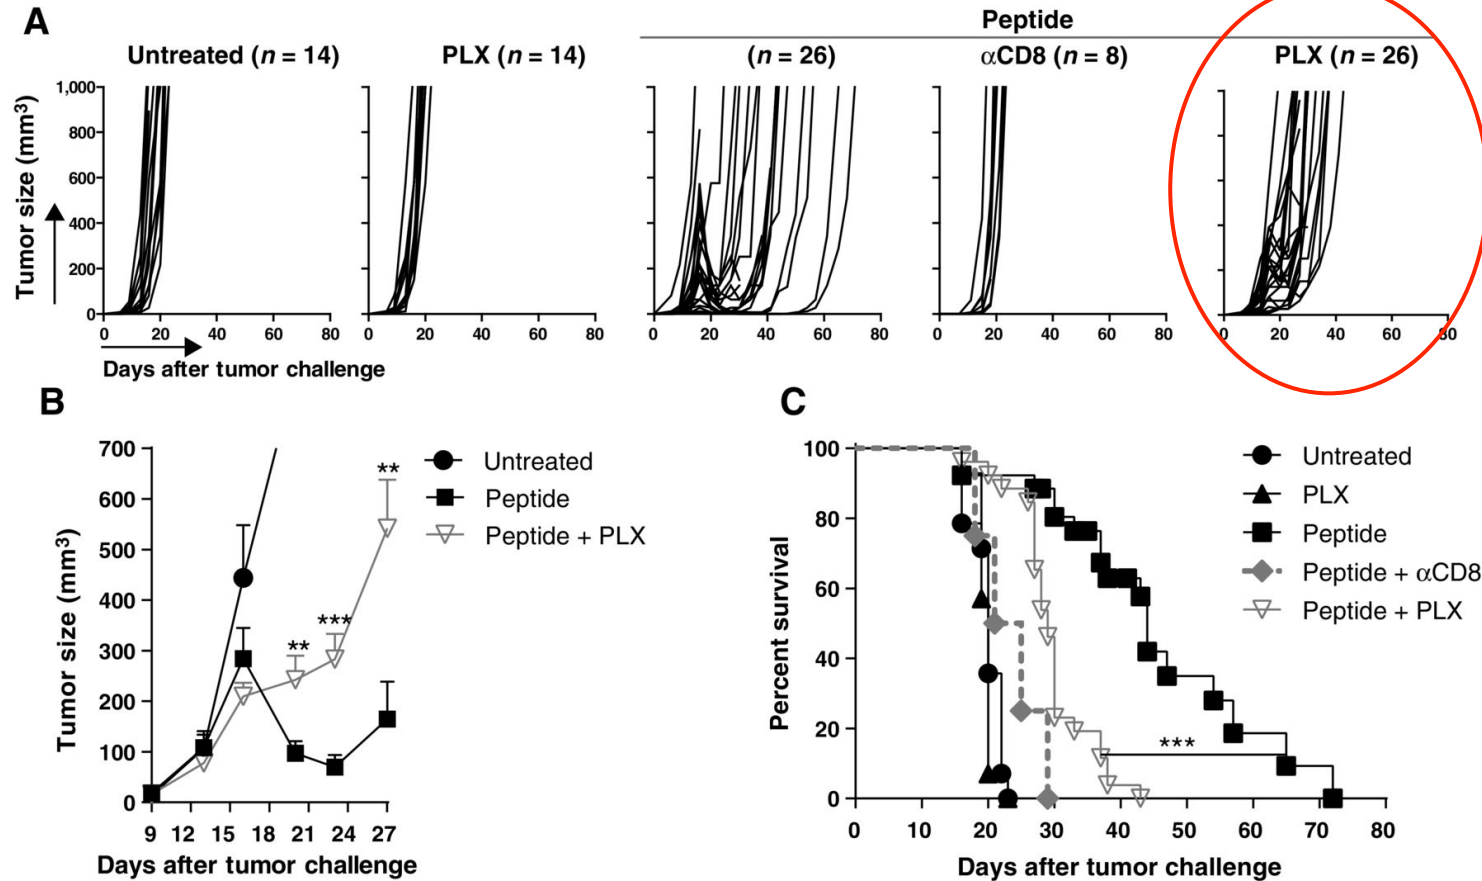 A
Peptide
Untreated (n = 14)
PLX (n = 14)
(n = 26)
αCD8 (n = 8)
PLX (n = 26)
Tumor size (mm³)
1,000
800
600
400
200
0
0 20 40 60 80
0 20 40 60 80
0 20 40 60 80
0 20 40 60 80
0 20 40 60 80
Days after tumor challenge
B
Tumor size (mm³)
700
600
500
400
300
200
100
0
9 12 15 18 21 24 27
Days after tumor challenge
** *** **
Untreated
Peptide
Peptide + PLX
C
Percent survival
100
80
60
40
20
0
0 10 20 30 40 50 60 70 80
Days after tumor challenge
***
Untreated
PLX
Peptide
Peptide + αCD8
Peptide + PLX